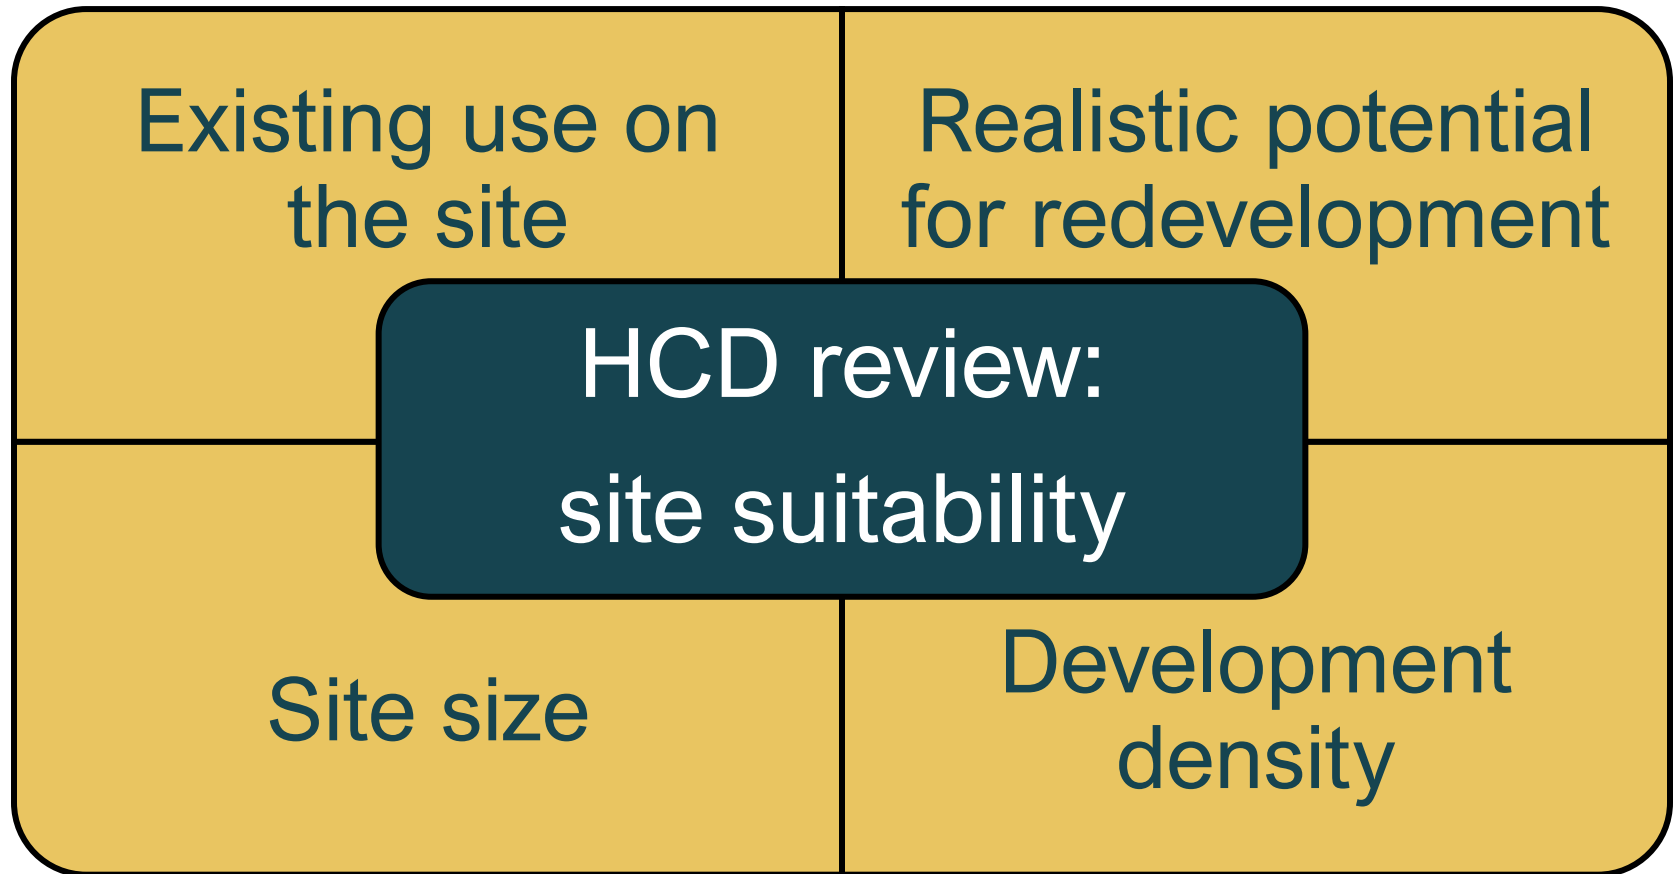 Existing use on
the site
Realistic potential
for redevelopment
HCD review:
site suitability
Site size
Development
density